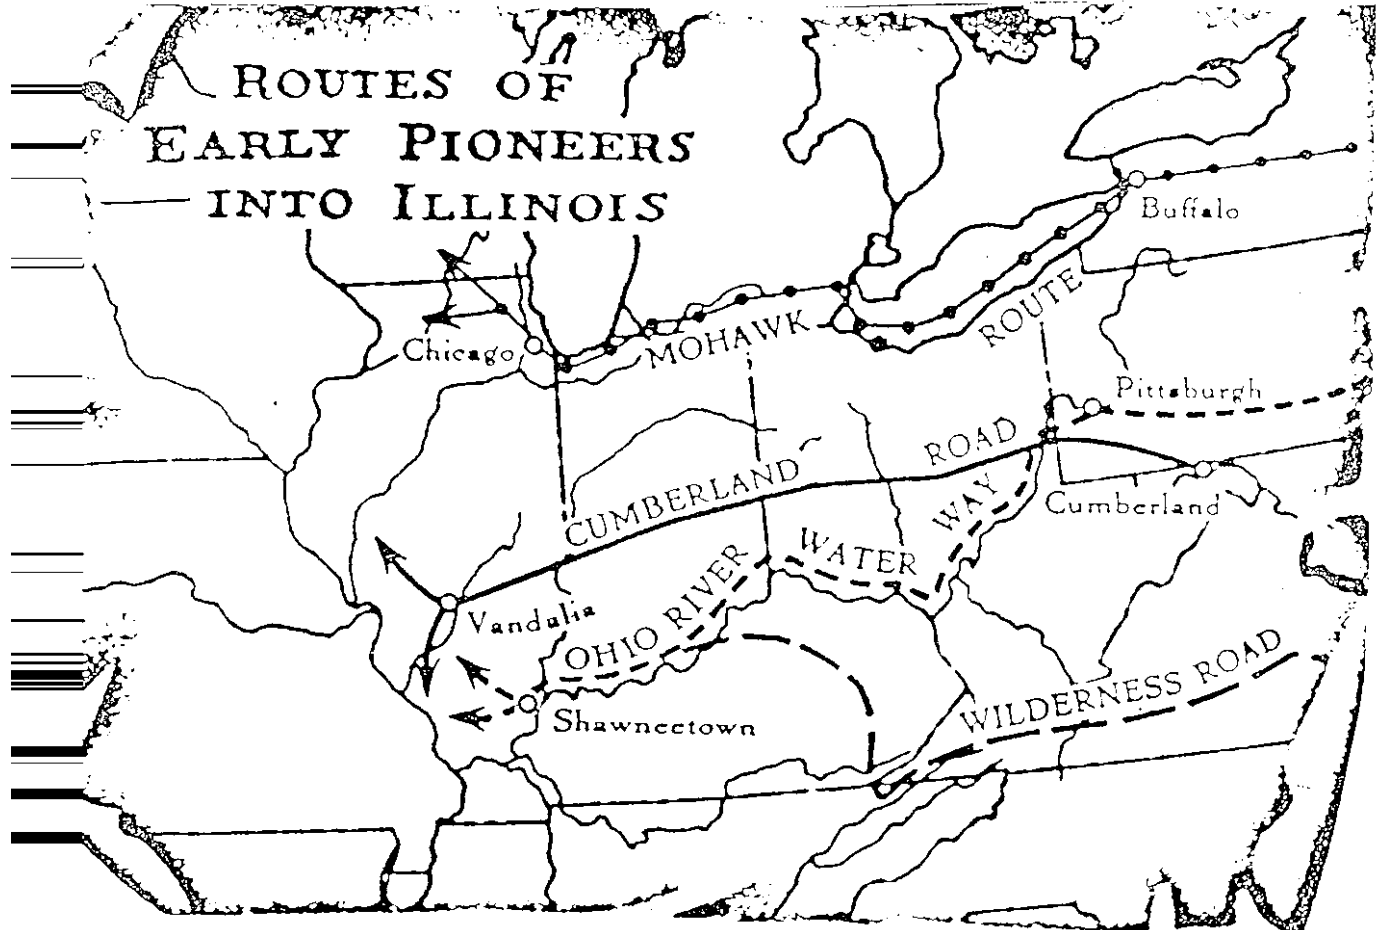 ROUTES OF
EARLY PIONEERS
INTO ILLINOIS
Buffalo
MOHAWK ROUTE
Chicago
Pittsburgh
CUMBERLAND ROAD
Cumberland
OHIO RIVER WATER WAY
Vandalia
Shawneetown
WILDERNESS ROAD